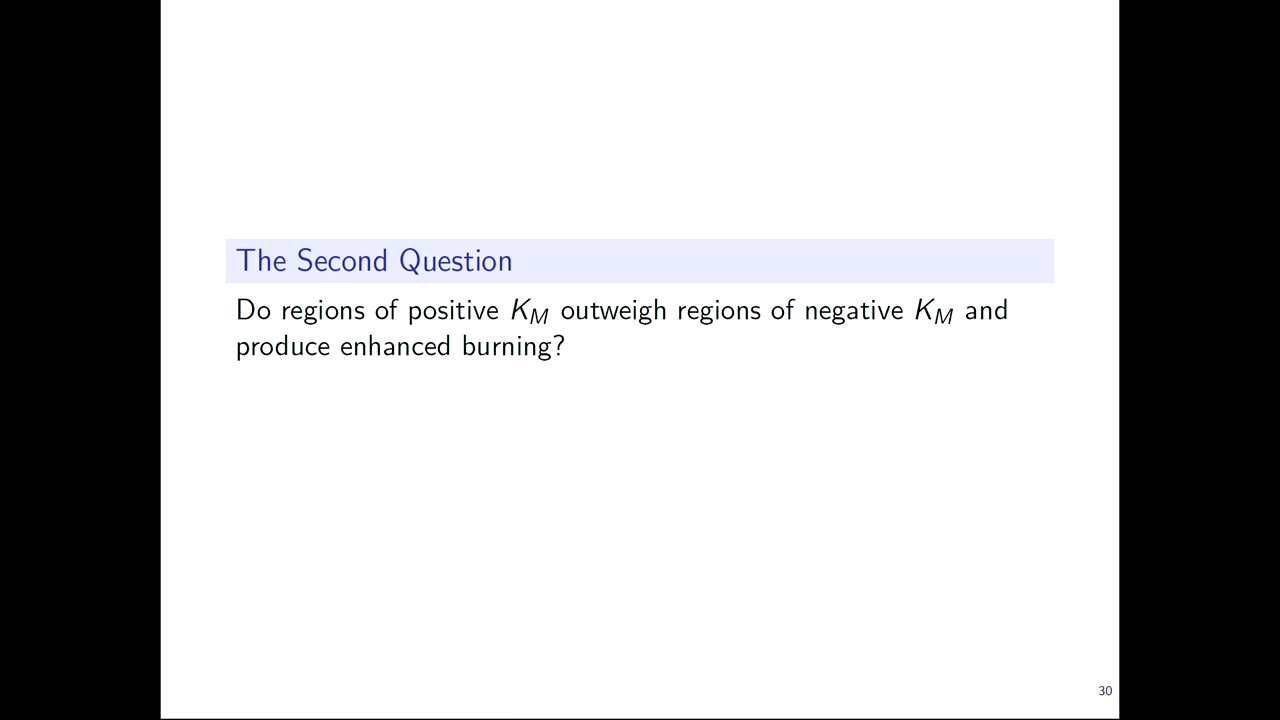 The Second Question
Do regions of positive K_M outweigh regions of negative K_M and
produce enhanced burning?
30